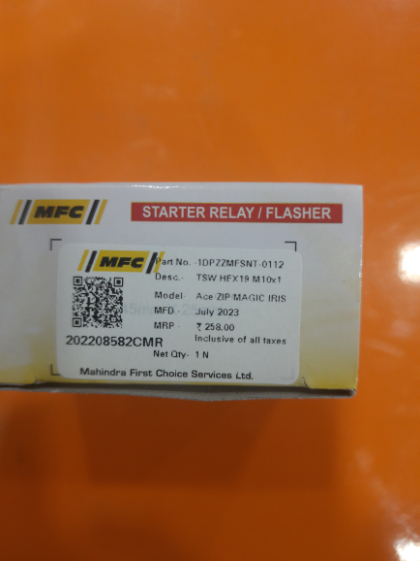 MFC
STARTER RELAY / FLASHER
MFC
Part No. -1DPZZMFSNT-0112
Desc.- TSW HFX19 M10x1
Model- Ace ZIP MAGIC IRIS
MFD - July 2023
MRP - ₹ 258.00
Inclusive of all taxes
202208582CMR
Net Qty- 1 N
Mahindra First Choice Services Ltd.